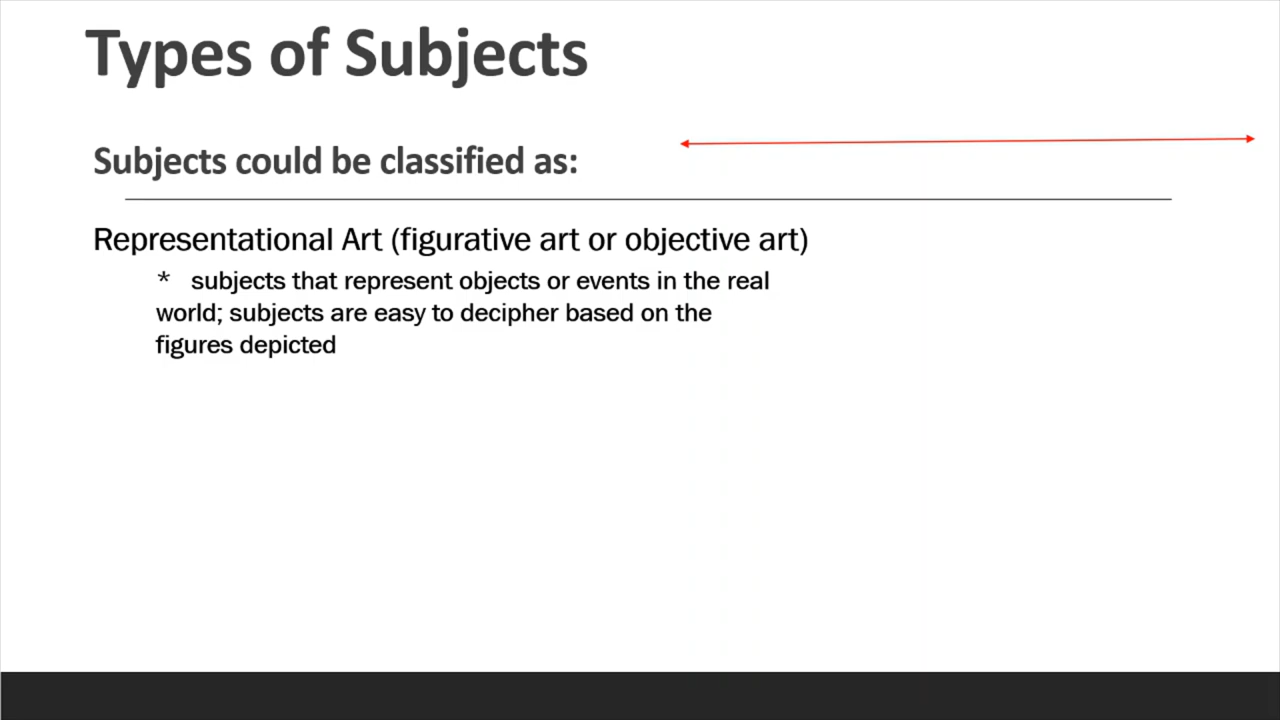 Types of Subjects
Subjects could be classified as:
Representational Art (figurative art or objective art)
* subjects that represent objects or events in the real
world; subjects are easy to decipher based on the
figures depicted